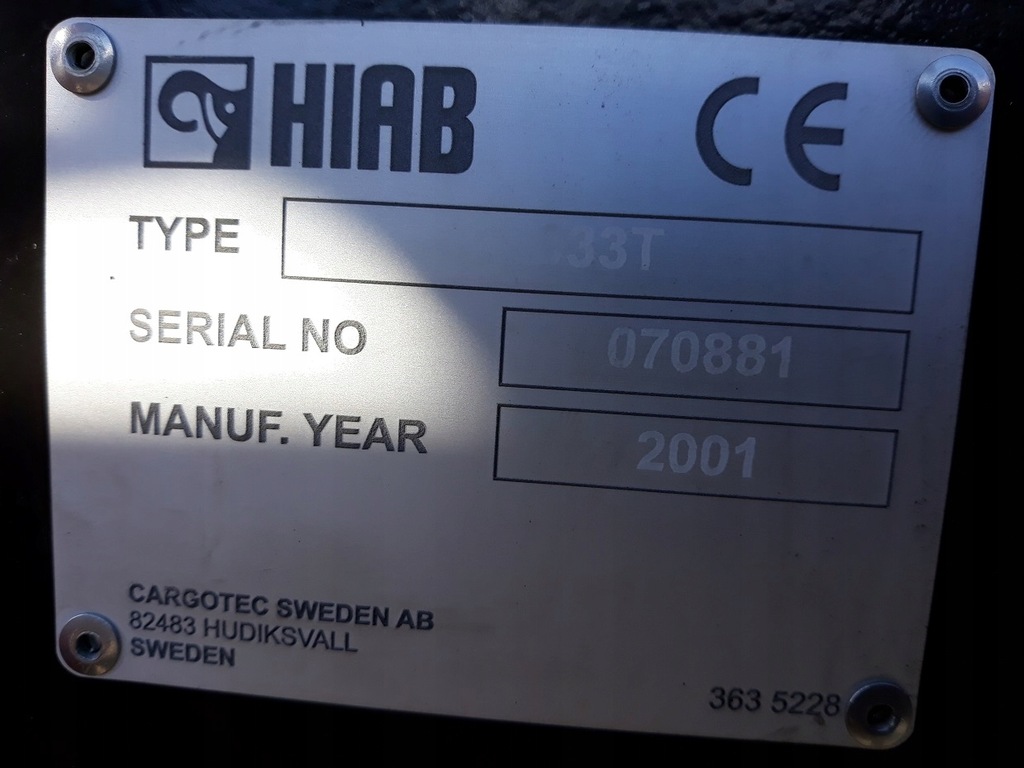 HIAB CE
TYPE 33T
SERIAL NO 070881
MANUF. YEAR 2001
CARGOTEC SWEDEN AB
82483 HUDIKSVALL
SWEDEN
363 5228